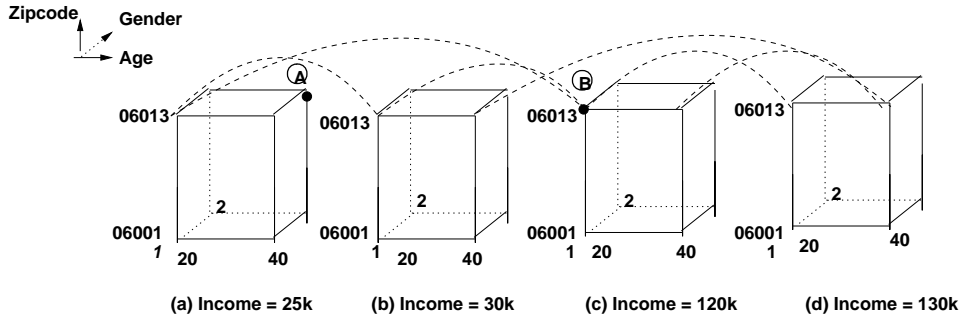 Zipcode
Gender
Age
A
B
06013
06013
06013
06013
2
2
2
2
06001
06001
06001
06001
1 20 40
1 20 40
1 20 40
1 20 40
(a) Income = 25k
(b) Income = 30k
(c) Income = 120k
(d) Income = 130k